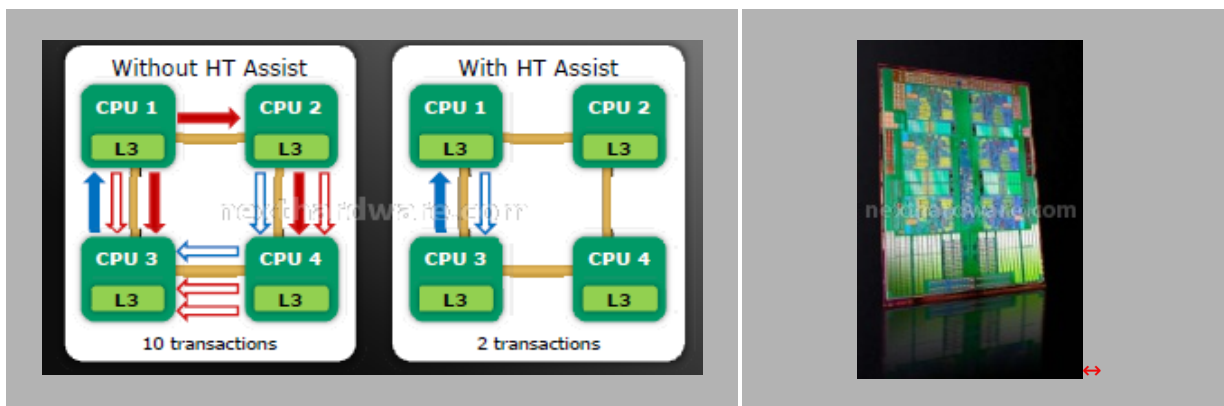 Without HT Assist
CPU 1
CPU 2
L3
L3
CPU 3
CPU 4
L3
L3
10 transactions
With HT Assist
CPU 1
CPU 2
L3
L3
CPU 3
CPU 4
L3
L3
2 transactions
nexthardware.com
nexthardware.com